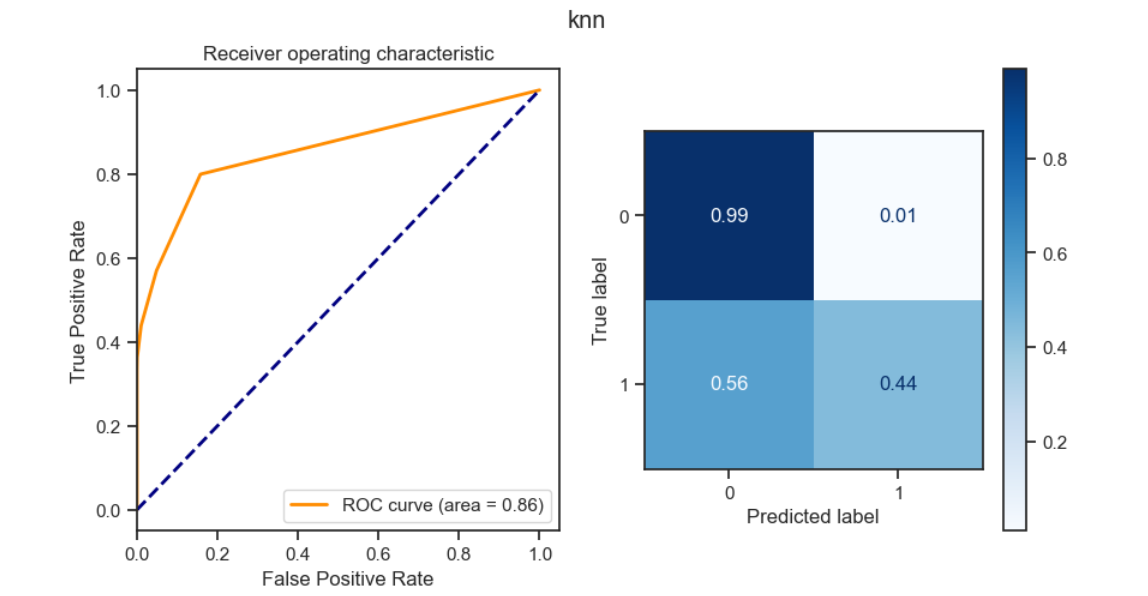 knn
Receiver operating characteristic
1.0
0.8
0.6
0.4
0.2
0.0
True Positive Rate
0.0 0.2 0.4 0.6 0.8 1.0
False Positive Rate
ROC curve (area = 0.86)
True label
0
1
0.99 0.01
0.56 0.44
0 1
Predicted label
0.8
0.6
0.4
0.2